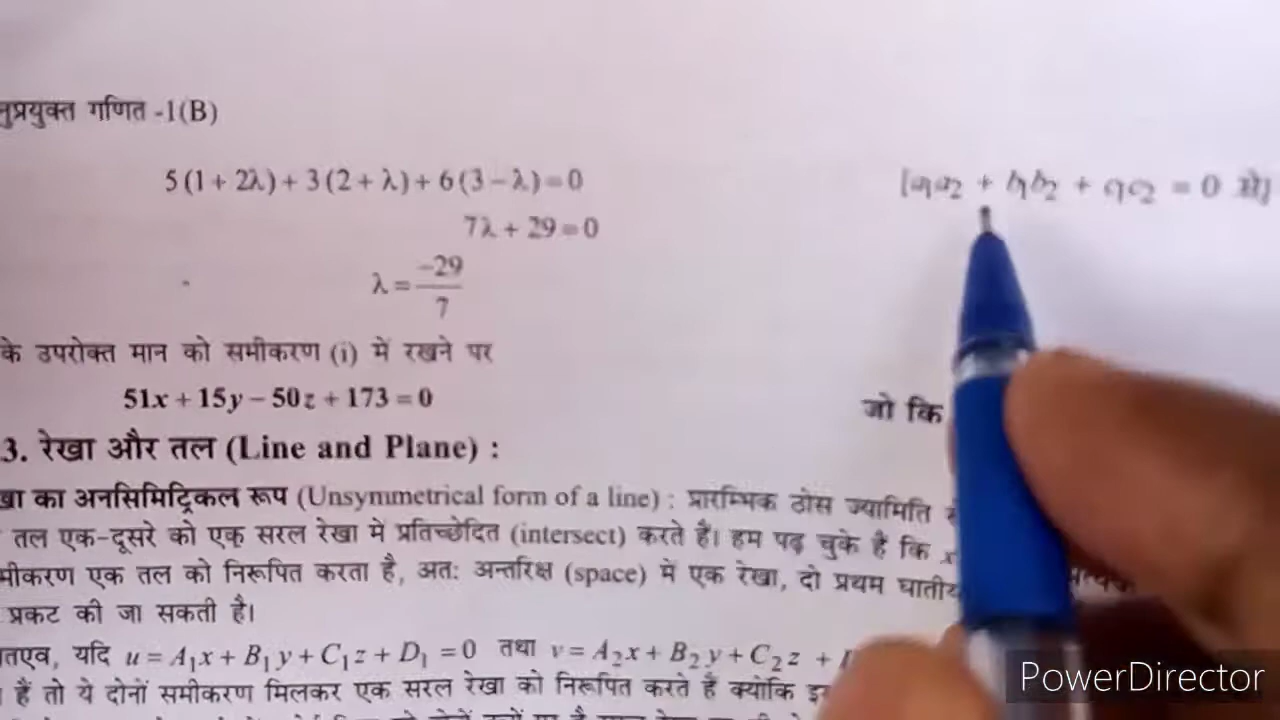 नुप्रयुक्त गणित -1(B)
5(1 + 2λ) + 3(2 + λ) + 6(3 − λ) = 0 [a₁a₂ + b₁b₂ + c₁c₂ = 0 से]
7λ + 29 = 0
λ = −29/7
के उपरोक्त मान को समीकरण (i) में रखने पर
51x + 15y − 50z + 173 = 0
जो कि
3. रेखा और तल (Line and Plane) :
खा का अनसिमिट्रिकल रूप (Unsymmetrical form of a line) : प्रारम्भिक ठोस ज्यामिति
तल एक-दूसरे को एक सरल रेखा में प्रतिच्छेदित (intersect) करते हैं। हम पढ़ चुके है कि x
मीकरण एक तल को निरूपित करता है, अतः अन्तरिक्ष (space) में एक रेखा, दो प्रथम घातीय
प्रकट की जा सकती है।
तएव, यदि u = A₁x + B₁y + C₁z + D₁ = 0 तथा v = A₂x + B₂y + C₂z +
हैं तो ये दोनों समीकरण मिलकर एक सरल रेखा को निरूपित करते हैं क्योंकि
PowerDirector